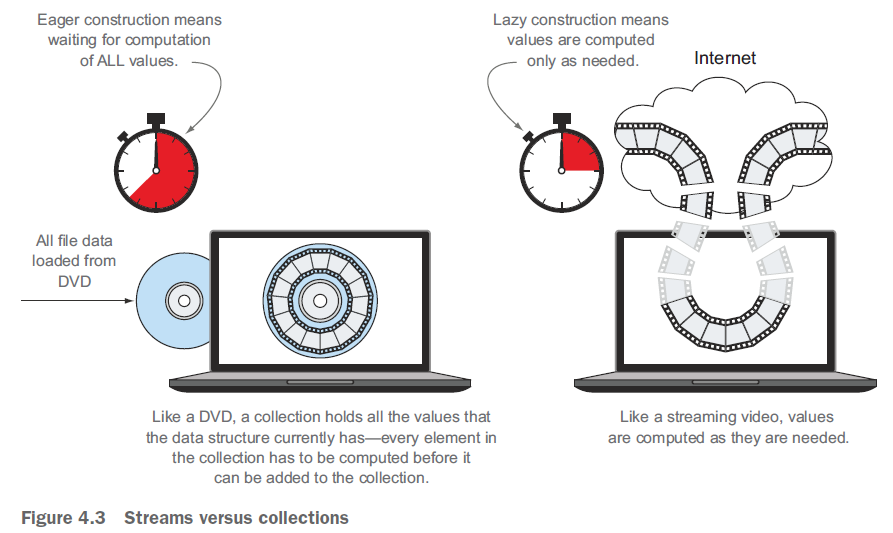 Eager construction means
waiting for computation
of ALL values.
Lazy construction means
values are computed
only as needed.
Internet
All file data
loaded from
DVD
Like a DVD, a collection holds all the values that
the data structure currently has—every element in
the collection has to be computed before it
can be added to the collection.
Like a streaming video, values
are computed as they are needed.
Figure 4.3 Streams versus collections